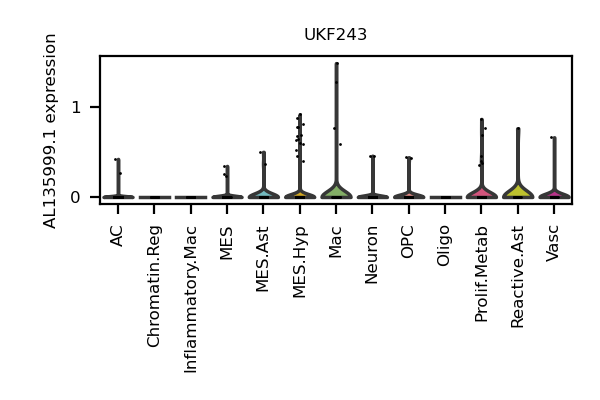 UKF243
AL135999.1 expression
1
0
AC
Chromatin.Reg
Inflammatory.Mac
MES
MES.Ast
MES.Hyp
Mac
Neuron
OPC
Oligo
Prolif.Metab
Reactive.Ast
Vasc